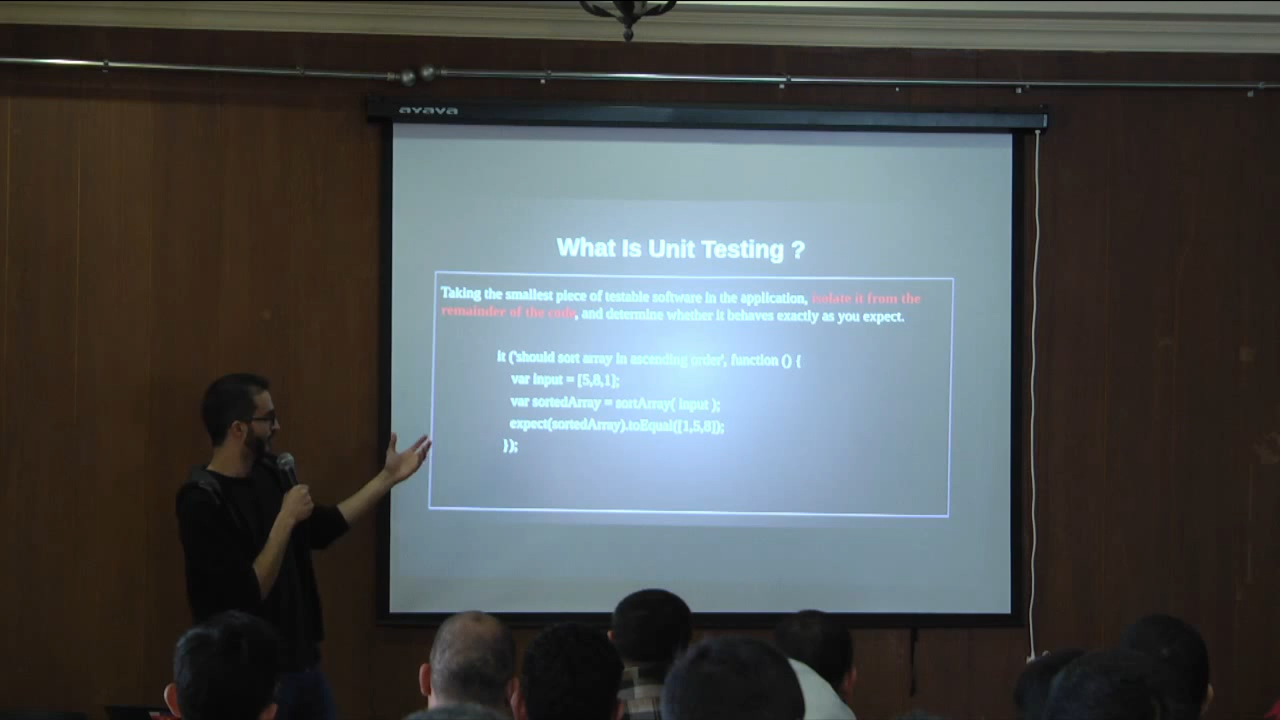 AVAYA
What Is Unit Testing ?
Taking the smallest piece of testable software in the application, isolate it from the
remainder of the code, and determine whether it behaves exactly as you expect.
it ('should sort array in ascending order', function () {
var input = [5,8,1];
var sortedArray = sortArray( input );
expect(sortedArray).toEqual([1,5,8]);
});